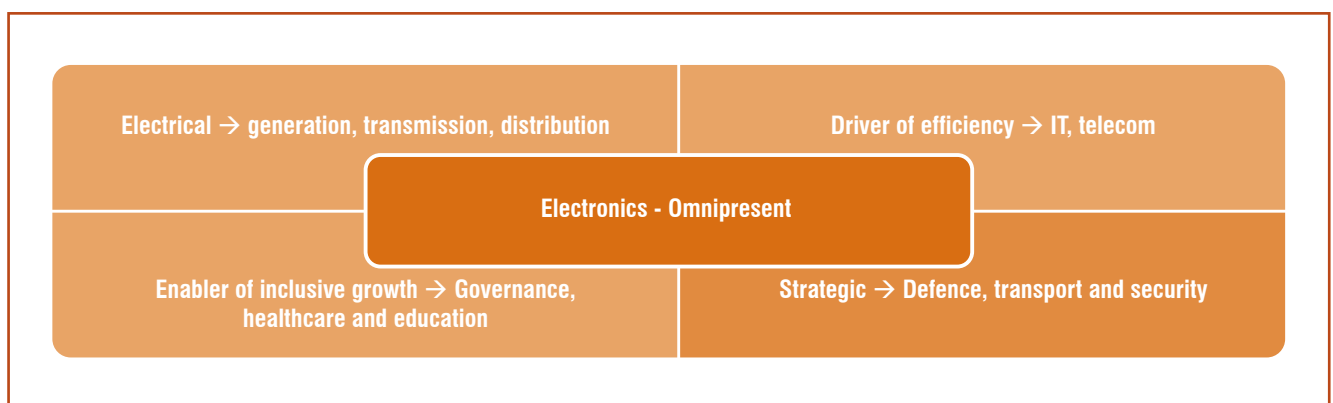 Electrical → generation, transmission, distribution
Driver of efficiency → IT, telecom
Electronics - Omnipresent
Enabler of inclusive growth → Governance,
healthcare and education
Strategic → Defence, transport and security